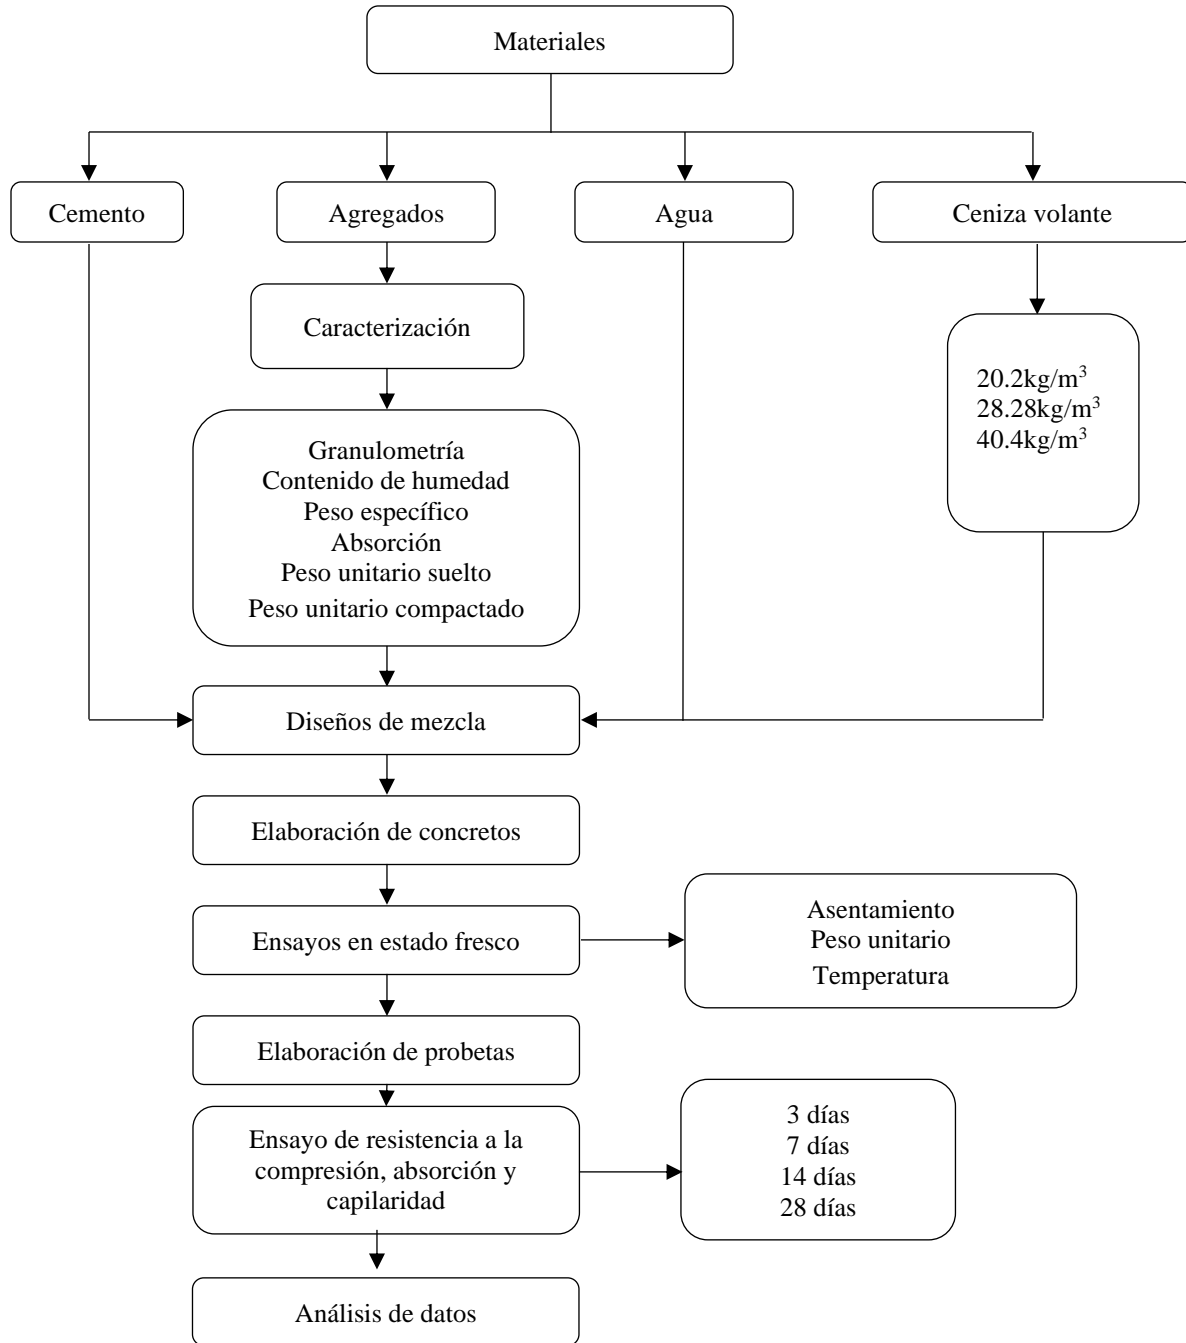 Materiales
Cemento
Agregados
Agua
Ceniza volante
Caracterización
20.2kg/m³
28.28kg/m³
40.4kg/m³
Granulometría
Contenido de humedad
Peso específico
Absorción
Peso unitario suelto
Peso unitario compactado
Diseños de mezcla
Elaboración de concretos
Ensayos en estado fresco
Asentamiento
Peso unitario
Temperatura
Elaboración de probetas
Ensayo de resistencia a la
compresión, absorción y
capilaridad
3 días
7 días
14 días
28 días
Análisis de datos